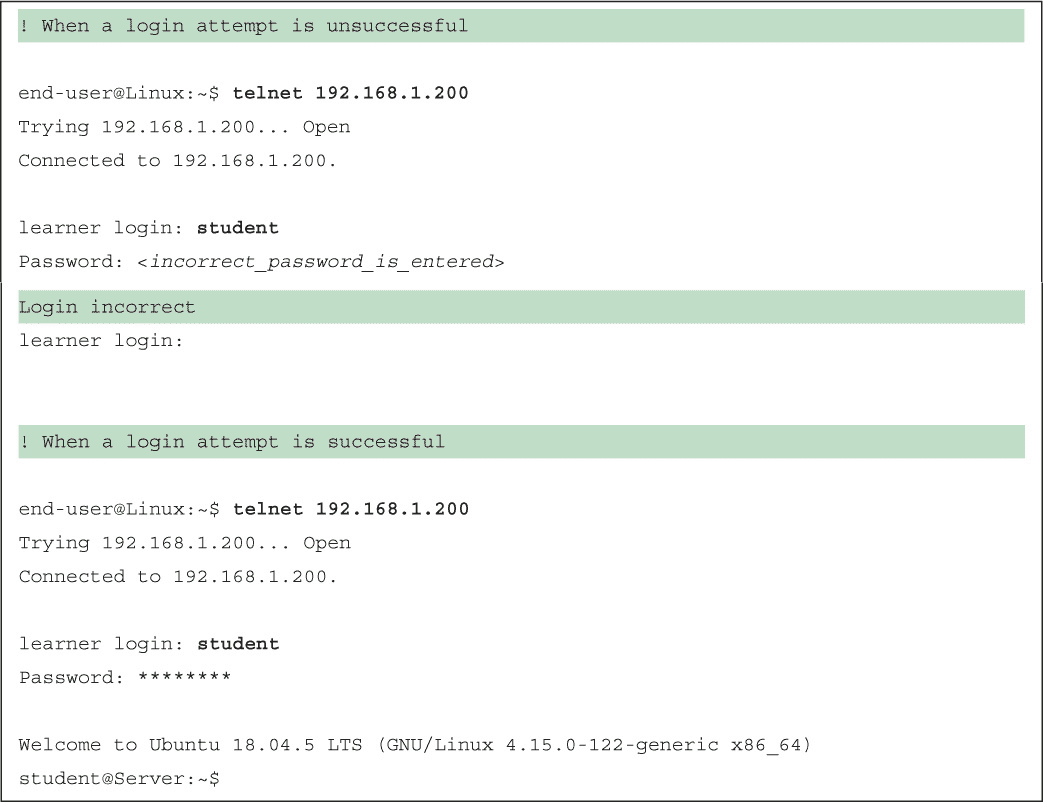 ! When a login attempt is unsuccessful
end-user@Linux:~$ telnet 192.168.1.200
Trying 192.168.1.200... Open
Connected to 192.168.1.200.
learner login: student
Password: <incorrect_password_is_entered>
Login incorrect
learner login:
! When a login attempt is successful
end-user@Linux:~$ telnet 192.168.1.200
Trying 192.168.1.200... Open
Connected to 192.168.1.200.
learner login: student
Password: ********
Welcome to Ubuntu 18.04.5 LTS (GNU/Linux 4.15.0-122-generic x86_64)
student@Server:~$